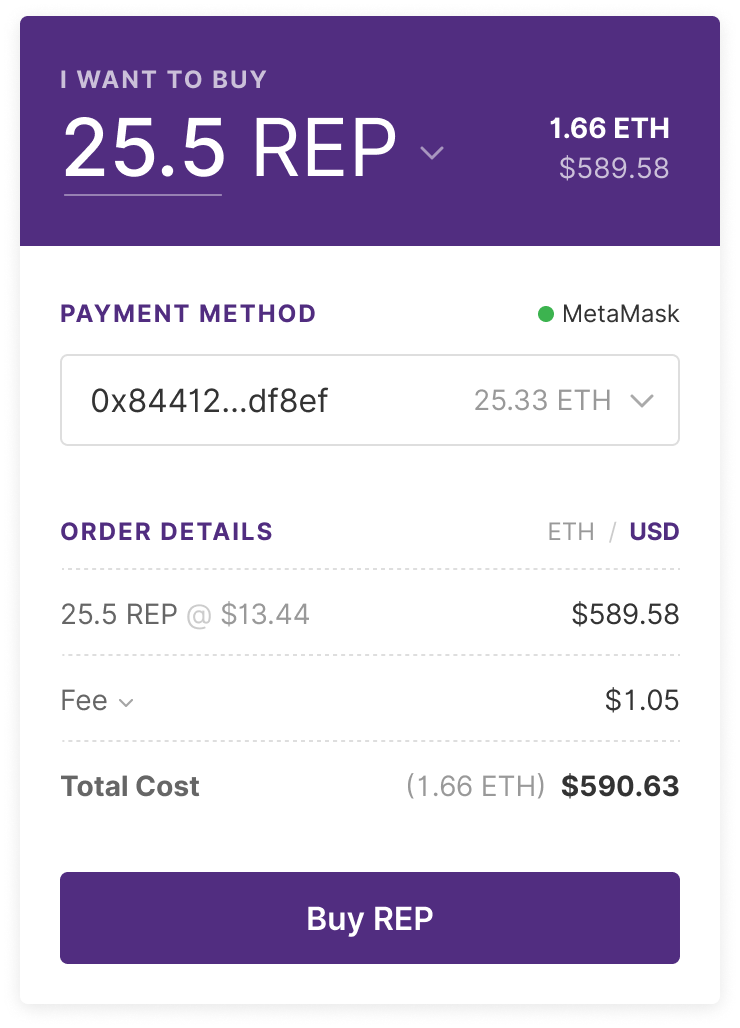 I WANT TO BUY
25.5 REP
1.66 ETH
$589.58
PAYMENT METHOD
MetaMask
0x84412...df8ef
25.33 ETH
ORDER DETAILS
ETH / USD
25.5 REP @ $13.44
$589.58
Fee
$1.05
Total Cost
(1.66 ETH) $590.63
Buy REP